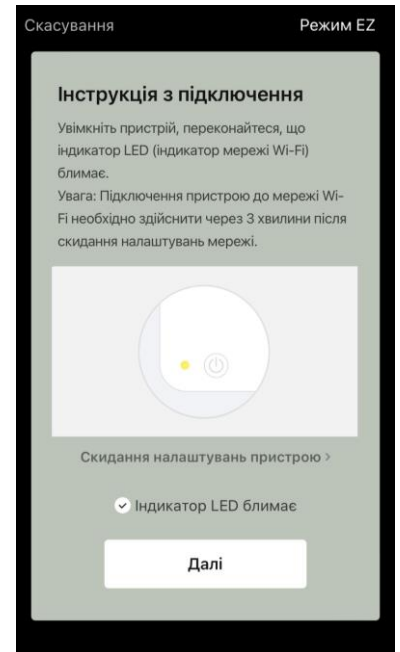 Скасування Режим EZ
Інструкція з підключення
Увімкніть пристрій, переконайтеся, що
індикатор LED (індикатор мережі Wi-Fi)
блимає.
Увага: Підключення пристрою до мережі Wi-
Fi необхідно здійснити через 3 хвилини після
скидання налаштувань мережі.
Скидання налаштувань пристрою >
Індикатор LED блимає
Далі